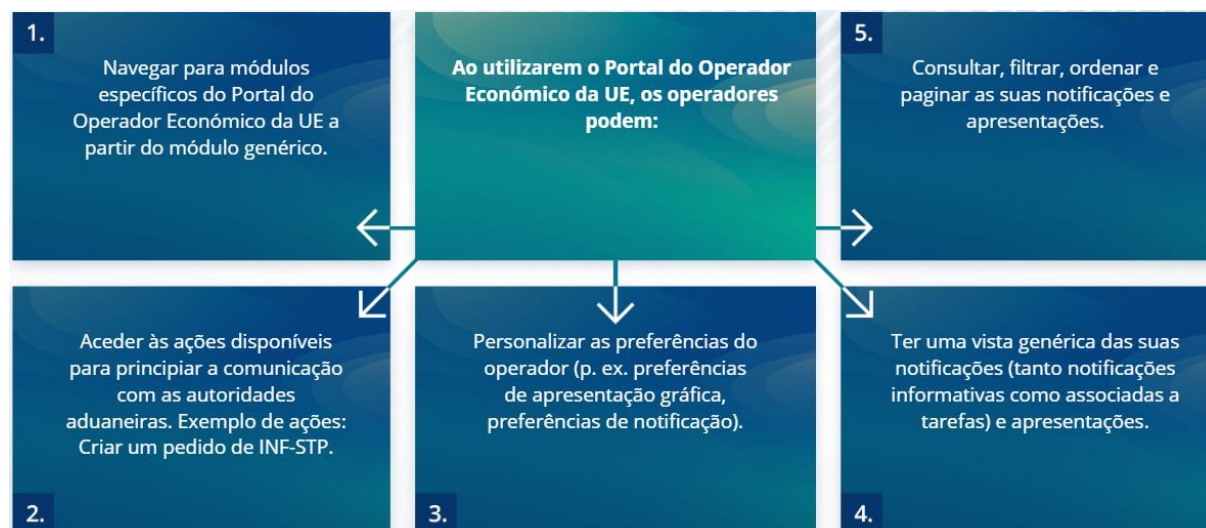 Ao utilizarem o Portal do Operador
Económico da UE, os operadores
podem:
1.
Navegar para módulos
específicos do Portal do
Operador Económico da UE a
partir do módulo genérico.
Aceder às ações disponíveis
para principiar a comunicação
com as autoridades
aduaneiras. Exemplo de ações:
Criar um pedido de INF-STP.
2.
Personalizar as preferências do
operador (p. ex. preferências
de apresentação gráfica,
preferências de notificação).
3.
Ter uma vista genérica das suas
notificações (tanto notificações
informativas como associadas a
tarefas) e apresentações.
4.
5.
Consultar, filtrar, ordenar e
paginar as suas notificações e
apresentações.